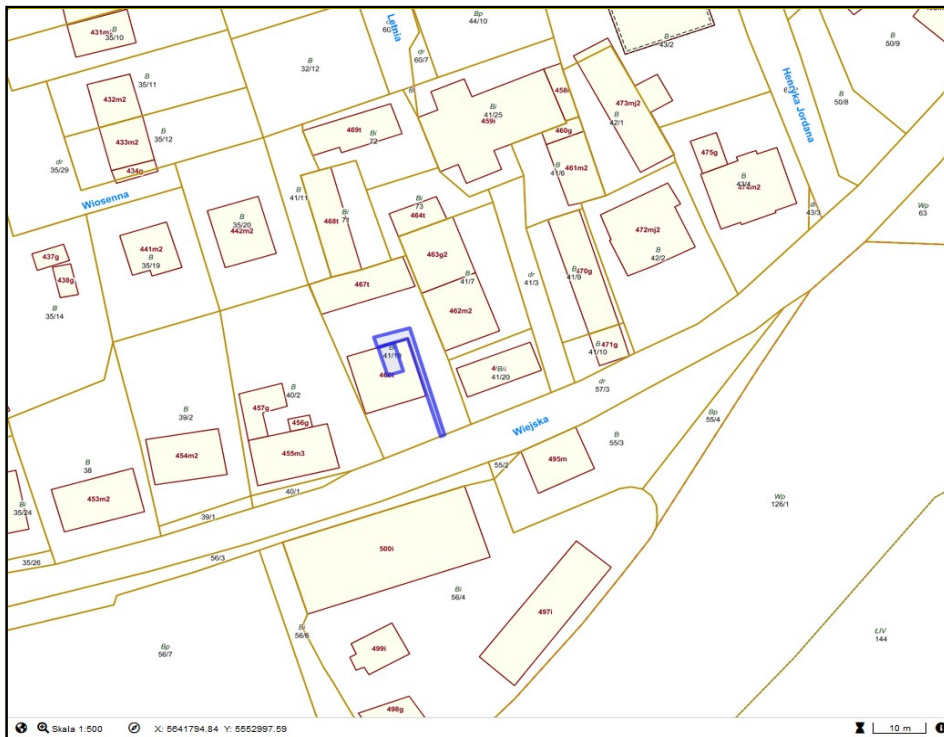 44/10
Bp
43/2
B
B
50/9
431m2
B
35/10
Letnia
60/
dr
60/7
32/12
B
35/11
B
Henryka Jordana
B
50/8
432m2
B
35/12
433m2
434g
dr
35/29
Wiosenna
469t
Bi
72
Bi
41/25
459i
458i
460g
461m2
B
41/6
473mj2
B
42/1
475g
B
43/4
43/3
Wp
63
B
41/11
468t
Bi
71
Bi
73
464t
463g2
Bi
41/7
462m2
467t
dr
41/3
B
41/9
470g
472mj2
B
42/2
B
35/20
442m2
441m2
B
35/19
437g
438g
B
35/14
41/19
Bi
41/20
471g
B
41/10
dr
57/3
Wiejska
B
39/2
B
40/2
457g
456g
455m3
454m2
B
38
453m2
Bi
35/24
40/1
39/1
56/3
35/26
B
55/3
Bp
55/4
55/2
495m
Wp
126/1
500i
Bi
56/4
497i
Bi
56/6
499i
498g
Bp
56/7
ŁIV
144
Skala 1:500 X: 5641794.84 Y: 5552997.59 10 m